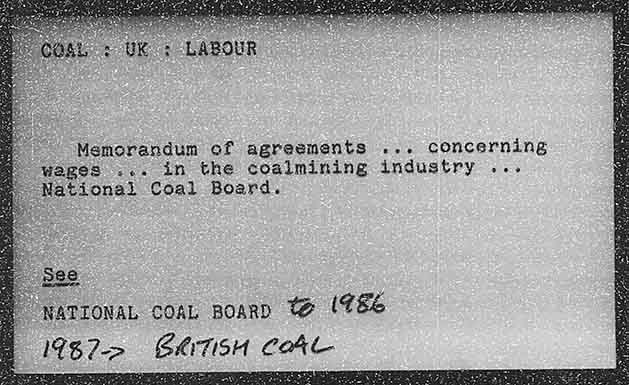 COAL : UK : LABOUR
Memorandum of agreements ... concerning
wages ... in the coalmining industry ...
National Coal Board.
See
NATIONAL COAL BOARD to 1986
1987-> BRITISH COAL